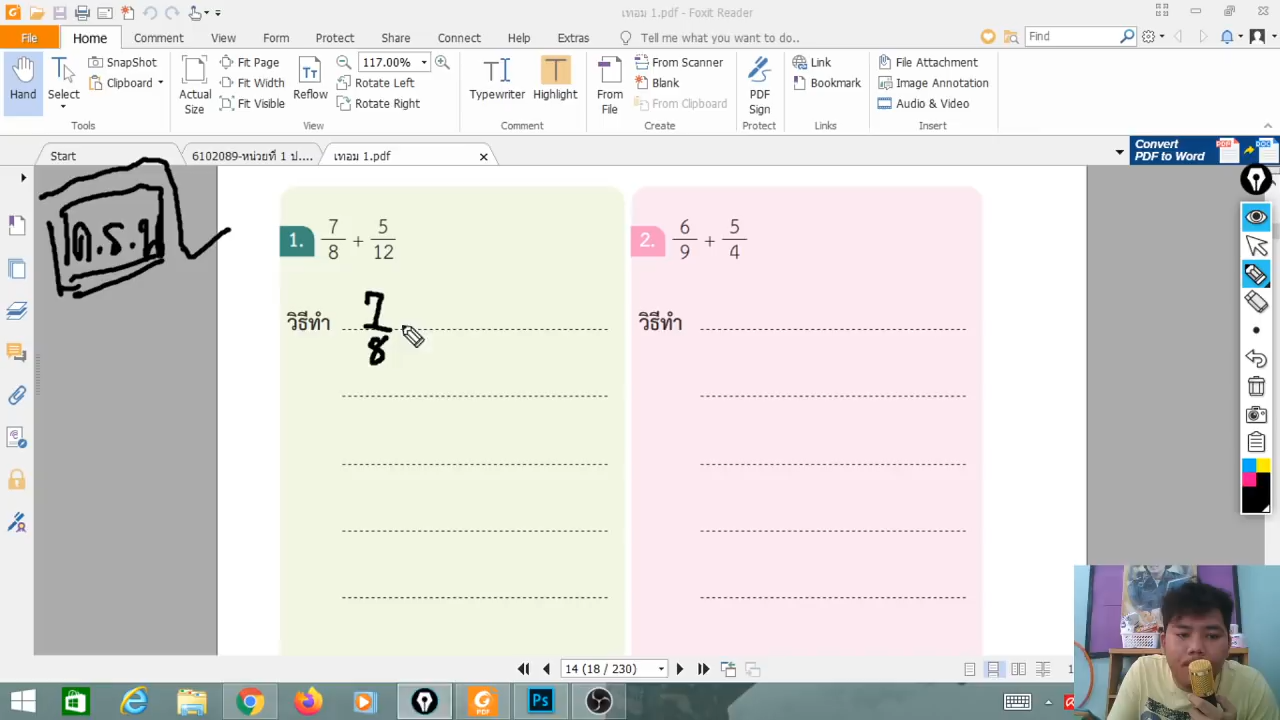 เทอม 1.pdf - Foxit Reader
File Home Comment View Form Protect Share Connect Help Extras Tell me what you want to do.. Find
Hand
Select
SnapShot
Clipboard
Tools
Actual Size
Fit Page
Fit Width
Fit Visible
Reflow
117.00%
Rotate Left
Rotate Right
View
Typewriter
Highlight
Comment
From File
From Scanner
Blank
From Clipboard
Create
PDF Sign
Protect
Link
Bookmark
Links
File Attachment
Image Annotation
Audio & Video
Insert
Start
6102089-หน่วยที่ 1 ป....
เทอม 1.pdf
Convert
PDF to Word
ค.ร.น
1. 7/8 + 5/12
วิธีทำ 7/8
2. 6/9 + 5/4
วิธีทำ
14 (18 / 230)